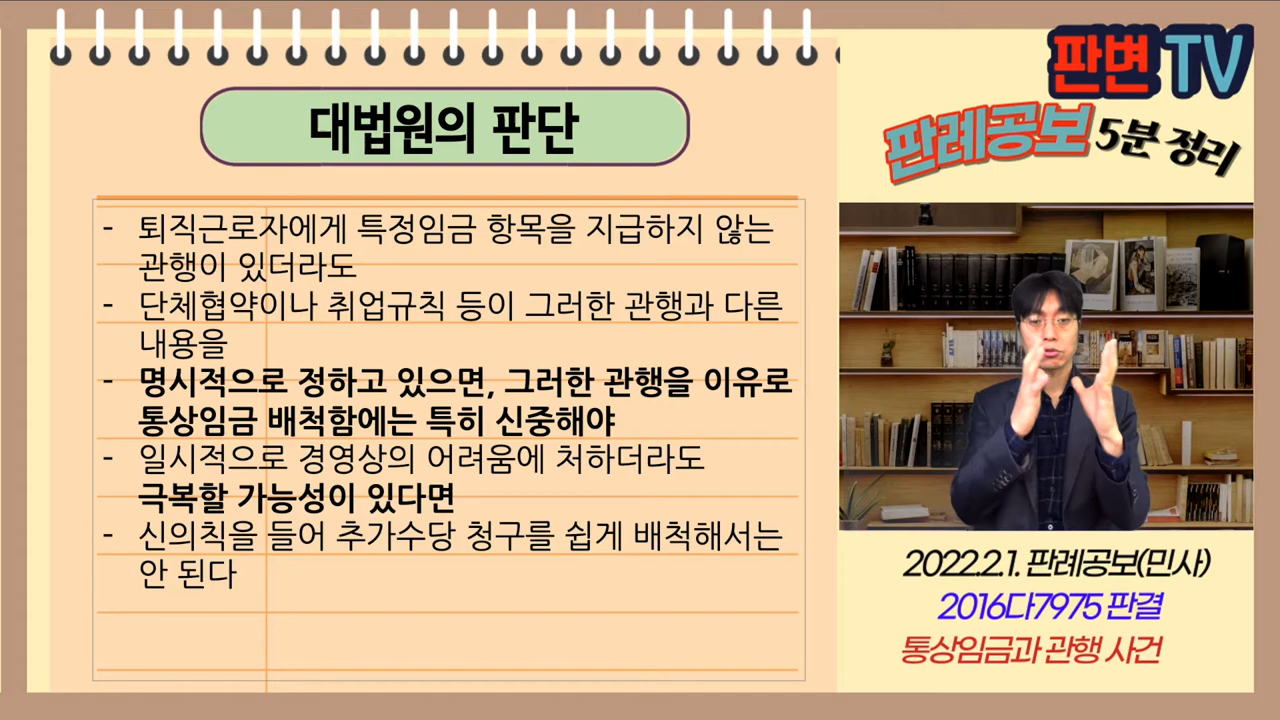 대법원의 판단
- 퇴직근로자에게 특정임금 항목을 지급하지 않는
관행이 있더라도
- 단체협약이나 취업규칙 등이 그러한 관행과 다른
내용을
- 명시적으로 정하고 있으면, 그러한 관행을 이유로
통상임금 배척함에는 특히 신중해야
- 일시적으로 경영상의 어려움에 처하더라도
극복할 가능성이 있다면
- 신의칙을 들어 추가수당 청구를 쉽게 배척해서는
안 된다
판변 TV
판례공보 5분 정리
2022.2.1. 판례공보(민사)
2016다7975 판결
통상임금과 관행 사건